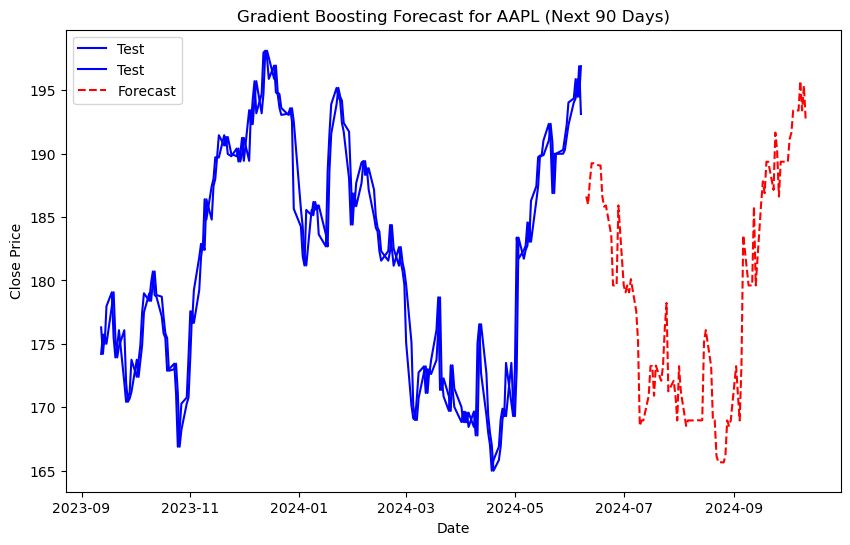 Gradient Boosting Forecast for AAPL (Next 90 Days)
Test
Test
Forecast
Close Price
195
190
185
180
175
170
165
2023-09
2023-11
2024-01
2024-03
2024-05
2024-07
2024-09
Date